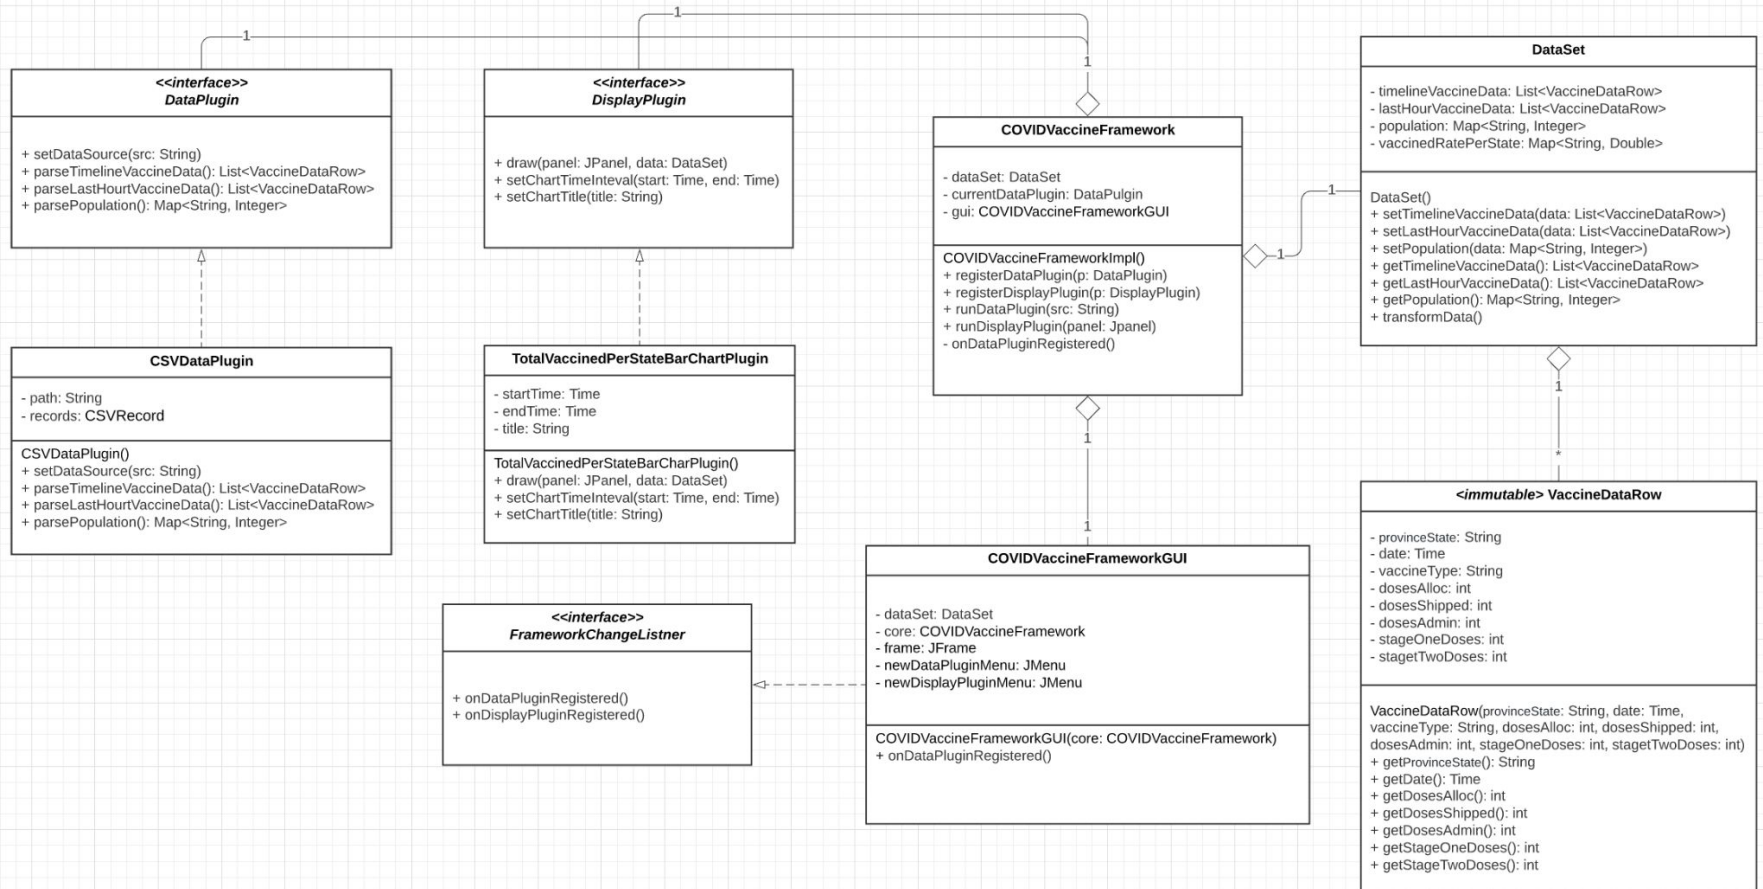 1
1
1
<<interface>>
DataPlugin
+ setDataSource(src: String)
+ parseTimelineVaccineData(): List<VaccineDataRow>
+ parseLastHourtVaccineData(): List<VaccineDataRow>
+ parsePopulation(): Map<String, Integer>
<<interface>>
DisplayPlugin
+ draw(panel: JPanel, data: DataSet)
+ setChartTimeInteval(start: Time, end: Time)
+ setChartTitle(title: String)
COVIDVaccineFramework
- dataSet: DataSet
- currentDataPlugin: DataPulgin
- gui: COVIDVaccineFrameworkGUI
COVIDVaccineFrameworkImpl()
+ registerDataPlugin(p: DataPlugin)
+ registerDisplayPlugin(p: DisplayPlugin)
+ runDataPlugin(src: String)
+ runDisplayPlugin(panel: Jpanel)
- onDataPluginRegistered()
1
1
DataSet
- timelineVaccineData: List<VaccineDataRow>
- lastHourVaccineData: List<VaccineDataRow>
- population: Map<String, Integer>
- vaccinedRatePerState: Map<String, Double>
DataSet()
+ setTimelineVaccineData(data: List<VaccineDataRow>)
+ setLastHourVaccineData(data: List<VaccineDataRow>)
+ setPopulation(data: Map<String, Integer>)
+ getTimelineVaccineData(): List<VaccineDataRow>
+ getLastHourVaccineData(): List<VaccineDataRow>
+ getPopulation(): Map<String, Integer>
+ transformData()
CSVDataPlugin
- path: String
- records: CSVRecord
CSVDataPlugin()
+ setDataSource(src: String)
+ parseTimelineVaccineData(): List<VaccineDataRow>
+ parseLastHourtVaccineData(): List<VaccineDataRow>
+ parsePopulation(): Map<String, Integer>
TotalVaccinedPerStateBarChartPlugin
- startTime: Time
- endTime: Time
- title: String
TotalVaccinedPerStateBarCharPlugin()
+ draw(panel: JPanel, data: DataSet)
+ setChartTimeInteval(start: Time, end: Time)
+ setChartTitle(title: String)
1
1
1
*
<<interface>>
FrameworkChangeListner
+ onDataPluginRegistered()
+ onDisplayPluginRegistered()
COVIDVaccineFrameworkGUI
- dataSet: DataSet
- core: COVIDVaccineFramework
- frame: JFrame
- newDataPluginMenu: JMenu
- newDisplayPluginMenu: JMenu
COVIDVaccineFrameworkGUI(core: COVIDVaccineFramework)
+ onDataPluginRegistered()
<immutable> VaccineDataRow
- provinceState: String
- date: Time
- vaccineType: String
- dosesAlloc: int
- dosesShipped: int
- dosesAdmin: int
- stageOneDoses: int
- stagetTwoDoses: int
VaccineDataRow(provinceState: String, date: Time,
vaccineType: String, dosesAlloc: int, dosesShipped: int,
dosesAdmin: int, stageOneDoses: int, stagetTwoDoses: int)
+ getProvinceState(): String
+ getDate(): Time
+ getDosesAlloc(): int
+ getDosesShipped(): int
+ getDosesAdmin(): int
+ getStageOneDoses(): int
+ getStageTwoDoses(): int